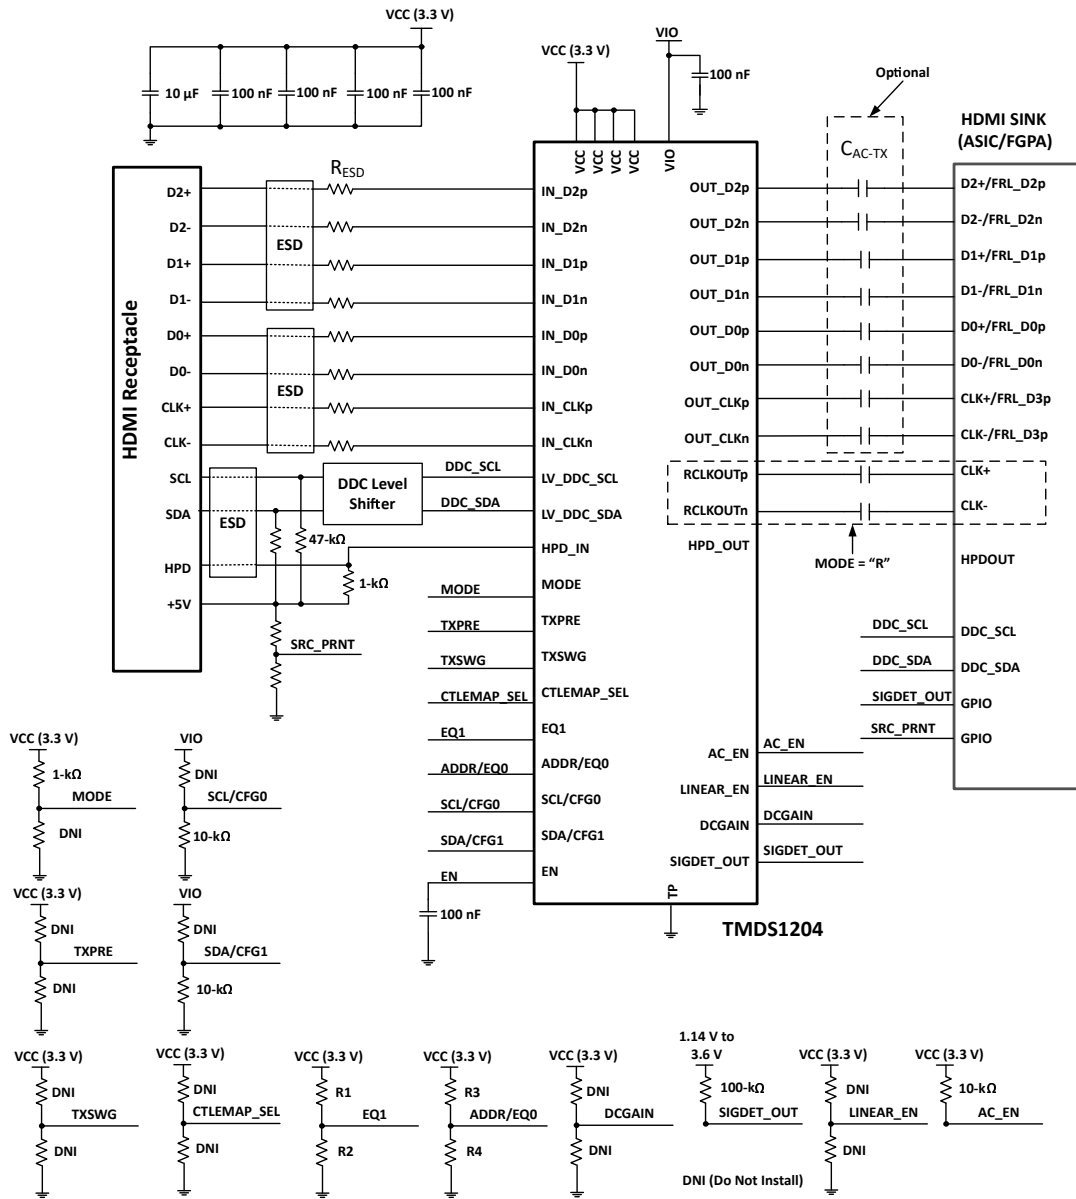 VCC (3.3 V)
10 µF
100 nF
100 nF
100 nF
100 nF
VCC (3.3 V)
VIO
100 nF
Optional
C_AC-TX
HDMI SINK
(ASIC/FGPA)
VCC
VCC
VCC
VCC
VIO
HDMI Receptacle
D2+
D2-
D1+
D1-
D0+
D0-
CLK+
CLK-
SCL
SDA
HPD
+5V
ESD
ESD
ESD
R_ESD
DDC Level
Shifter
DDC_SCL
DDC_SDA
47-kΩ
1-kΩ
SRC_PRNT
IN_D2p
IN_D2n
IN_D1p
IN_D1n
IN_D0p
IN_D0n
IN_CLKp
IN_CLKn
LV_DDC_SCL
LV_DDC_SDA
HPD_IN
MODE
MODE
TXPRE
TXPRE
TXSWG
TXSWG
CTLEMAP_SEL
CTLEMAP_SEL
EQ1
EQ1
ADDR/EQ0
ADDR/EQ0
SCL/CFG0
SCL/CFG0
SDA/CFG1
SDA/CFG1
EN
EN
100 nF
OUT_D2p
OUT_D2n
OUT_D1p
OUT_D1n
OUT_D0p
OUT_D0n
OUT_CLKp
OUT_CLKn
RCLKOUTp
RCLKOUTn
HPD_OUT
MODE = “R”
AC_EN
AC_EN
LINEAR_EN
LINEAR_EN
DCGAIN
DCGAIN
SIGDET_OUT
SIGDET_OUT
TP
TMDS1204
D2+/FRL_D2p
D2-/FRL_D2n
D1+/FRL_D1p
D1-/FRL_D1n
D0+/FRL_D0p
D0-/FRL_D0n
CLK+/FRL_D3p
CLK-/FRL_D3p
CLK+
CLK-
HPDOUT
DDC_SCL
DDC_SCL
DDC_SDA
DDC_SDA
SIGDET_OUT
GPIO
SRC_PRNT
GPIO
VCC (3.3 V)
1-kΩ
MODE
DNI
VIO
DNI
SCL/CFG0
10-kΩ
VCC (3.3 V)
DNI
TXPRE
DNI
VIO
DNI
SDA/CFG1
10-kΩ
VCC (3.3 V)
DNI
TXSWG
DNI
VCC (3.3 V)
DNI
CTLEMAP_SEL
DNI
VCC (3.3 V)
R1
EQ1
R2
VCC (3.3 V)
R3
ADDR/EQ0
R4
VCC (3.3 V)
DNI
DCGAIN
DNI
1.14 V to
3.6 V
100-kΩ
SIGDET_OUT
VCC (3.3 V)
DNI
LINEAR_EN
DNI
VCC (3.3 V)
10-kΩ
AC_EN
DNI (Do Not Install)